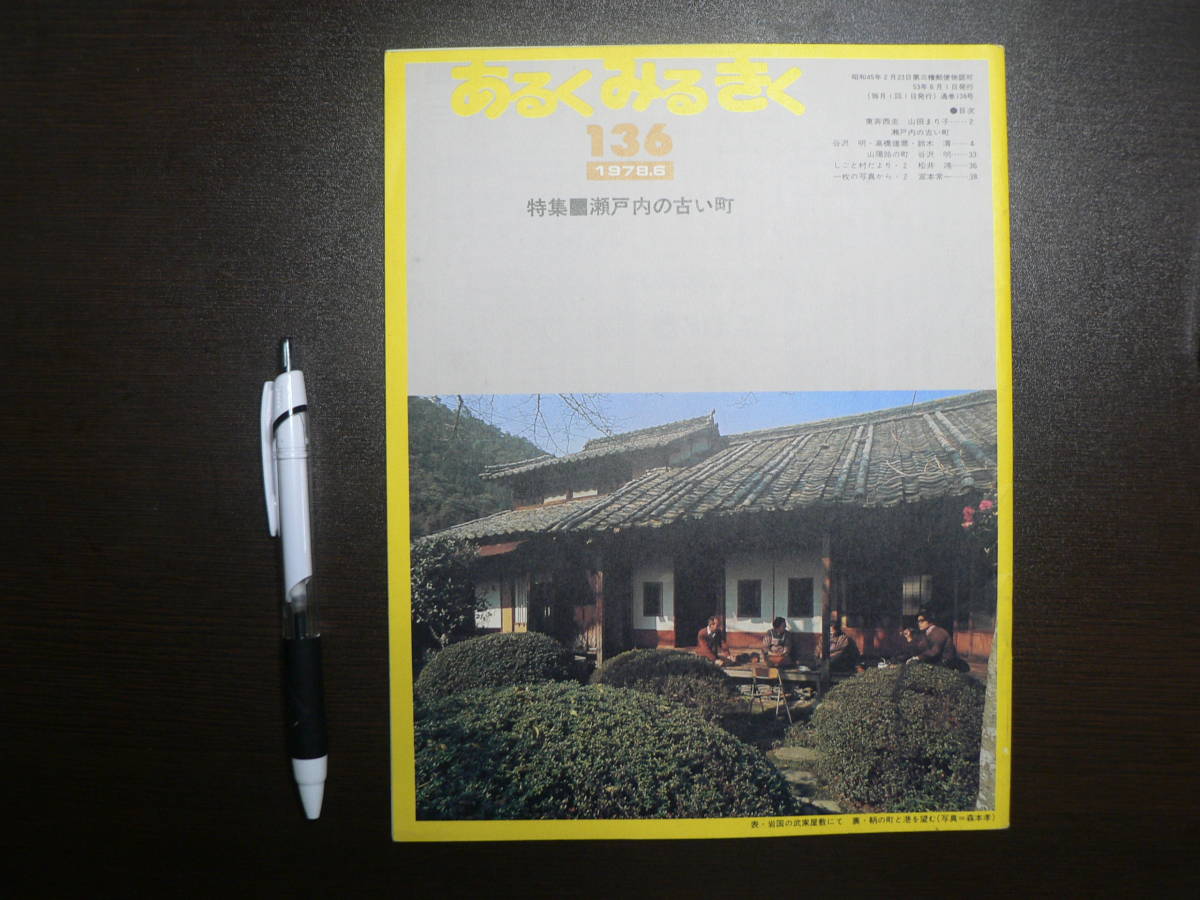 あるくみるきく
136
1978.6
特集■瀬戸内の古い町
昭和45年2月23日第三種郵便物認可
53年6月1日発行
(毎月1回1日発行)通巻136号
●目次
東奔西走 山田まり子……2
瀬戸内の古い町
谷沢 明・高橋建爾・鈴木 清……4
山陽路の町 谷沢 明……33
しごと村だより・2 松井 鴻……36
一枚の写真から・2 宮本常一……38
表・岩国の武家屋敷にて 裏・鞆の町と港を望む(写真=森本孝)